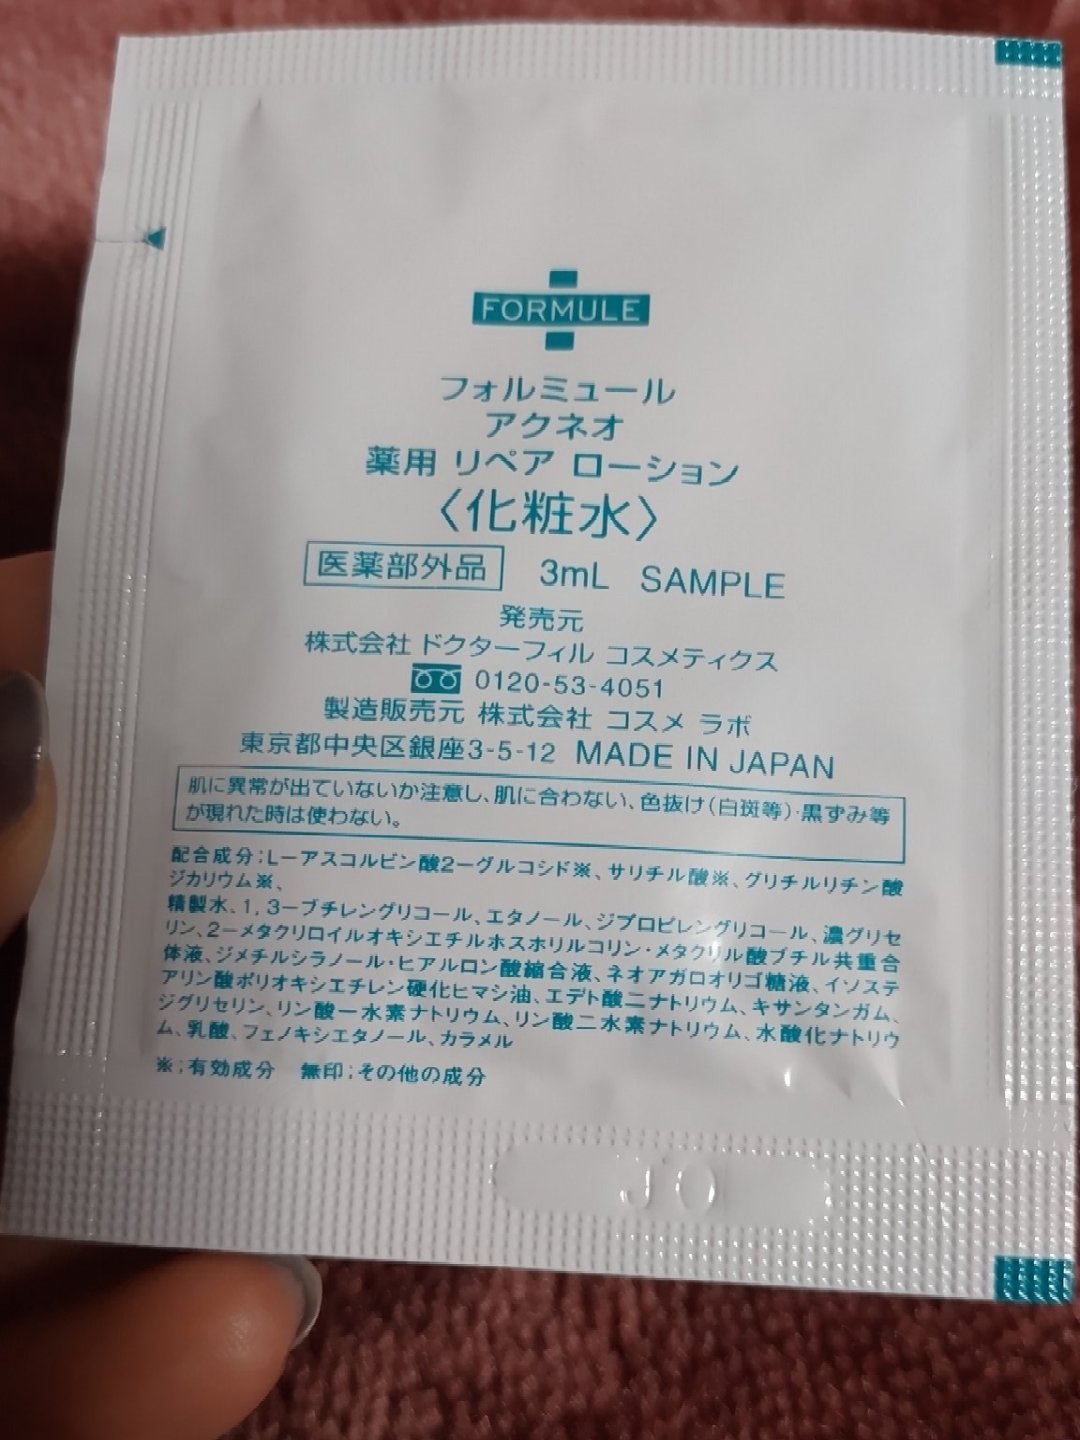 FORMULE
フォルミュール
アクネオ
薬用 リペア ローション
〈化粧水〉
医薬部外品 3mL SAMPLE
発売元
株式会社 ドクターフィル コスメティクス
0120-53-4051
製造販売元 株式会社 コスメ ラボ
東京都中央区銀座3-5-12 MADE IN JAPAN
肌に異常が出ていないか注意し、肌に合わない、色抜け(白斑等)・黒ずみ等
が現れた時は使わない。
配合成分;L-アスコルビン酸2-グルコシド※、サリチル酸※、グリチルリチン酸
ジカリウム※、
精製水、1,3-ブチレングリコール、エタノール、ジプロピレングリコール、濃グリセ
リン、2-メタクリロイルオキシエチルホスホリルコリン・メタクリル酸ブチル共重合
体液、ジメチルシラノール・ヒアルロン酸縮合液、ネオアガロオリゴ糖液、イソステ
アリン酸ポリオキシエチレン硬化ヒマシ油、エデト酸二ナトリウム、キサンタンガム、
ジグリセリン、リン酸一水素ナトリウム、リン酸二水素ナトリウム、水酸化ナトリウ
ム、乳酸、フェノキシエタノール、カラメル
※;有効成分 無印;その他の成分
JO